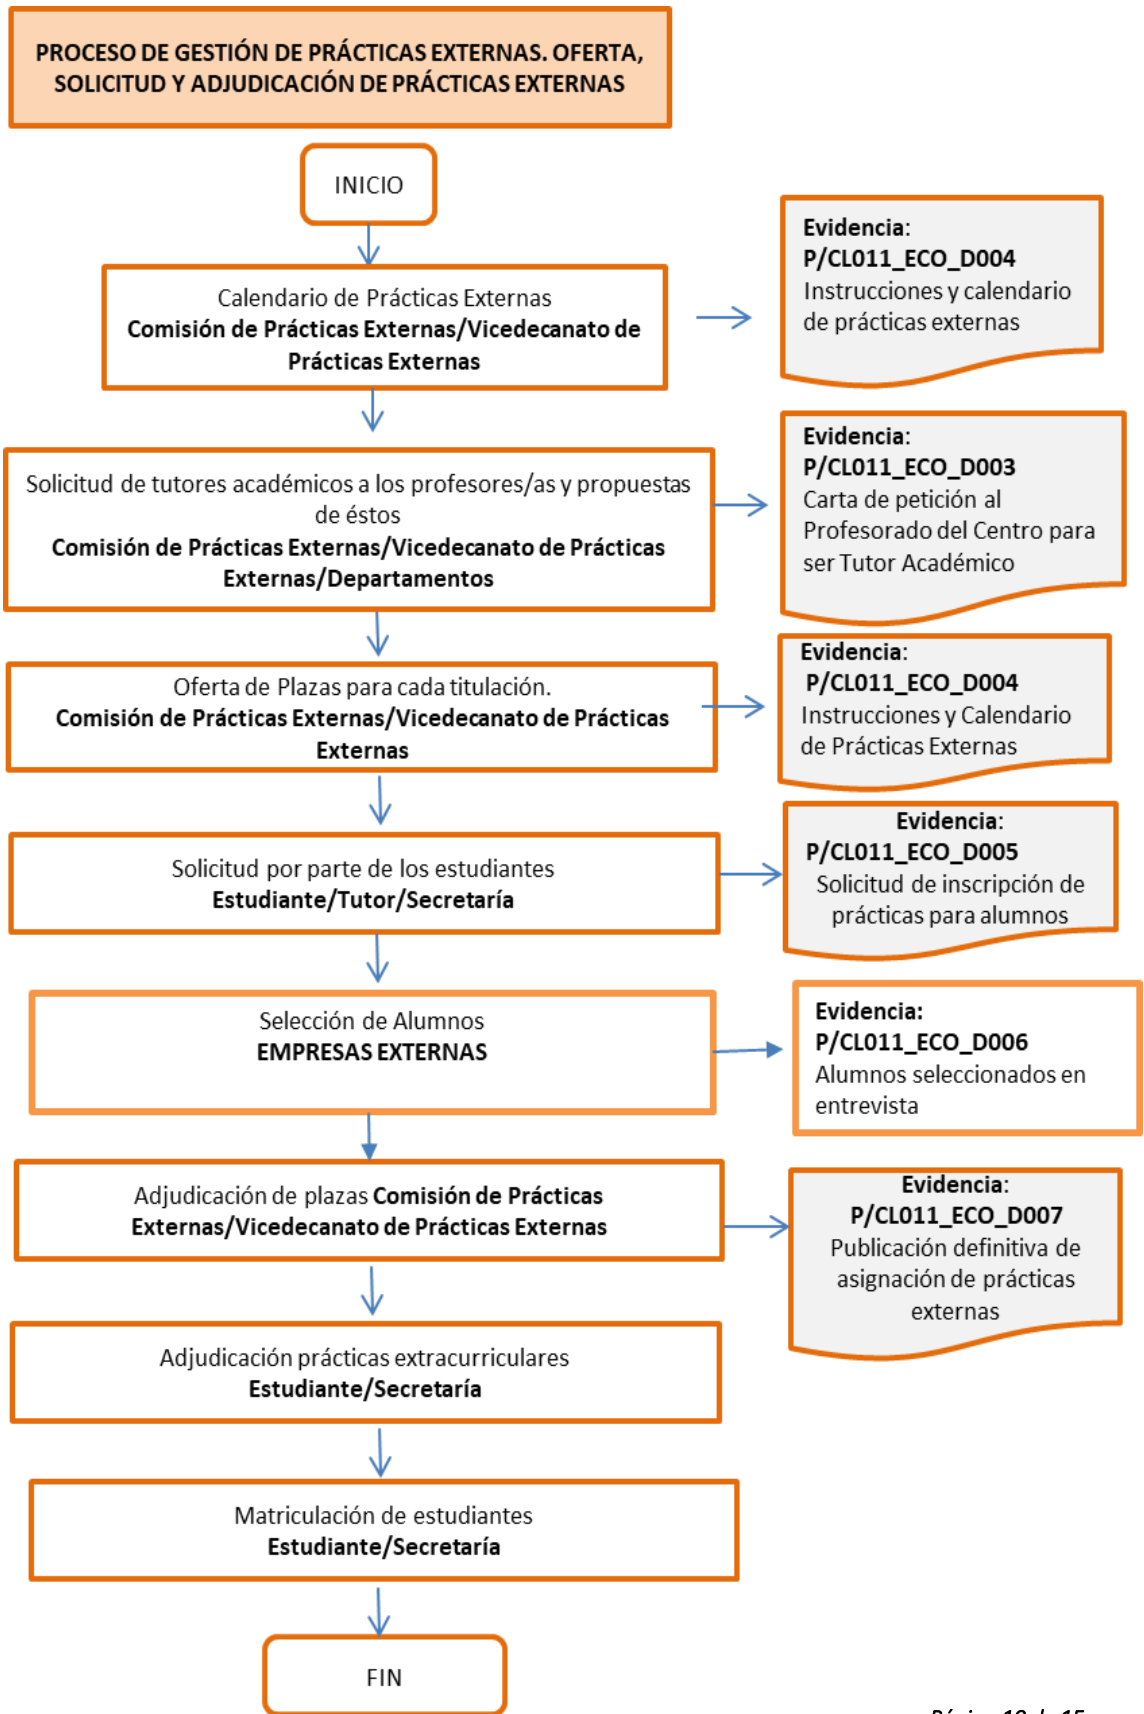 PROCESO DE GESTIÓN DE PRÁCTICAS EXTERNAS. OFERTA,
SOLICITUD Y ADJUDICACIÓN DE PRÁCTICAS EXTERNAS
INICIO
Calendario de Prácticas Externas
Comisión de Prácticas Externas/Vicedecanato de
Prácticas Externas
Evidencia:
P/CL011_ECO_D004
Instrucciones y calendario
de prácticas externas
Solicitud de tutores académicos a los profesores/as y propuestas
de éstos
Comisión de Prácticas Externas/Vicedecanato de Prácticas
Externas/Departamentos
Evidencia:
P/CL011_ECO_D003
Carta de petición al
Profesorado del Centro para
ser Tutor Académico
Oferta de Plazas para cada titulación.
Comisión de Prácticas Externas/Vicedecanato de Prácticas
Externas
Evidencia:
P/CL011_ECO_D004
Instrucciones y Calendario
de Prácticas Externas
Solicitud por parte de los estudiantes
Estudiante/Tutor/Secretaría
Evidencia:
P/CL011_ECO_D005
Solicitud de inscripción de
prácticas para alumnos
Selección de Alumnos
EMPRESAS EXTERNAS
Evidencia:
P/CL011_ECO_D006
Alumnos seleccionados en
entrevista
Adjudicación de plazas Comisión de Prácticas
Externas/Vicedecanato de Prácticas Externas
Evidencia:
P/CL011_ECO_D007
Publicación definitiva de
asignación de prácticas
externas
Adjudicación prácticas extracurriculares
Estudiante/Secretaría
Matriculación de estudiantes
Estudiante/Secretaría
FIN